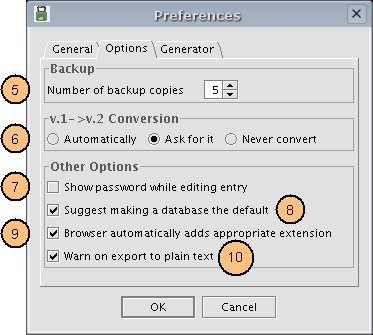 Preferences
General Options Generator
Backup
5 Number of backup copies 5
v.1->v.2 Conversion
6 Automatically Ask for it Never convert
Other Options
7 Show password while editing entry
Suggest making a database the default 8
9 Browser automatically adds appropriate extension
Warn on export to plain text 10
OK Cancel